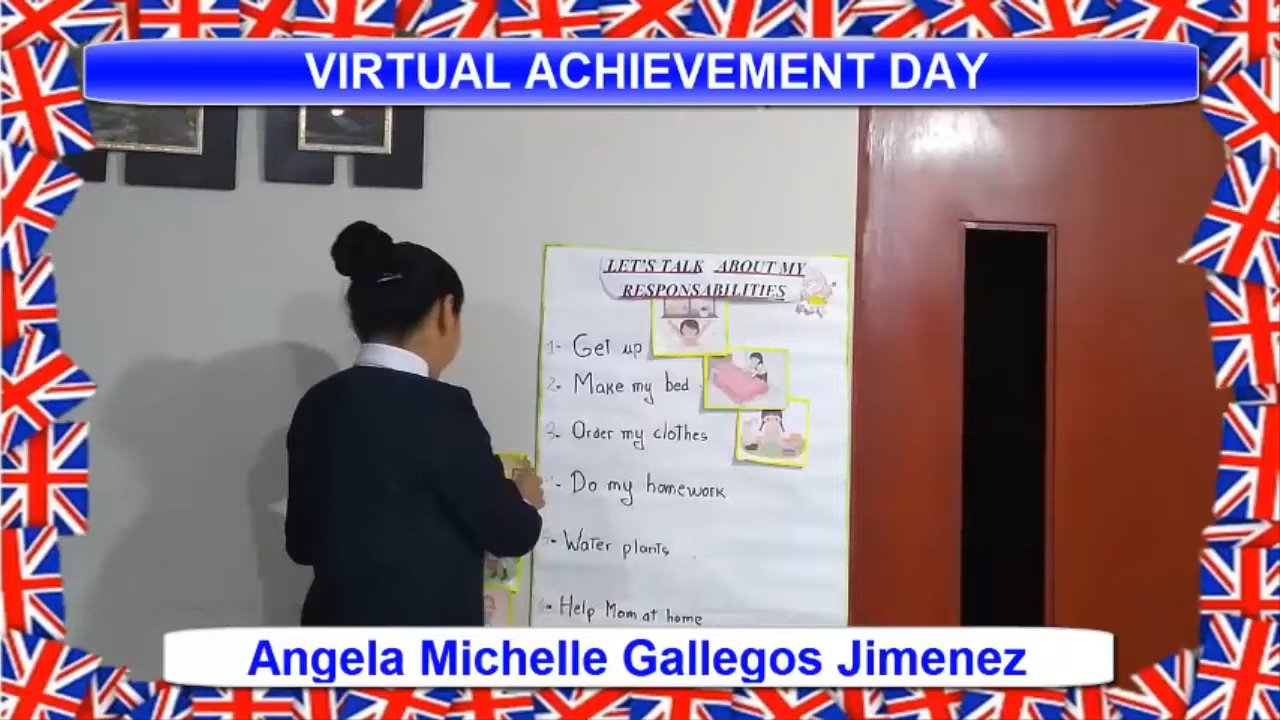 VIRTUAL ACHIEVEMENT DAY
LET'S TALK ABOUT MY
RESPONSABILITIES
1- Get up
2- Make my bed
3- Order my clothes
- Do my homework
- Water plants
- Help Mom at home
Angela Michelle Gallegos Jimenez